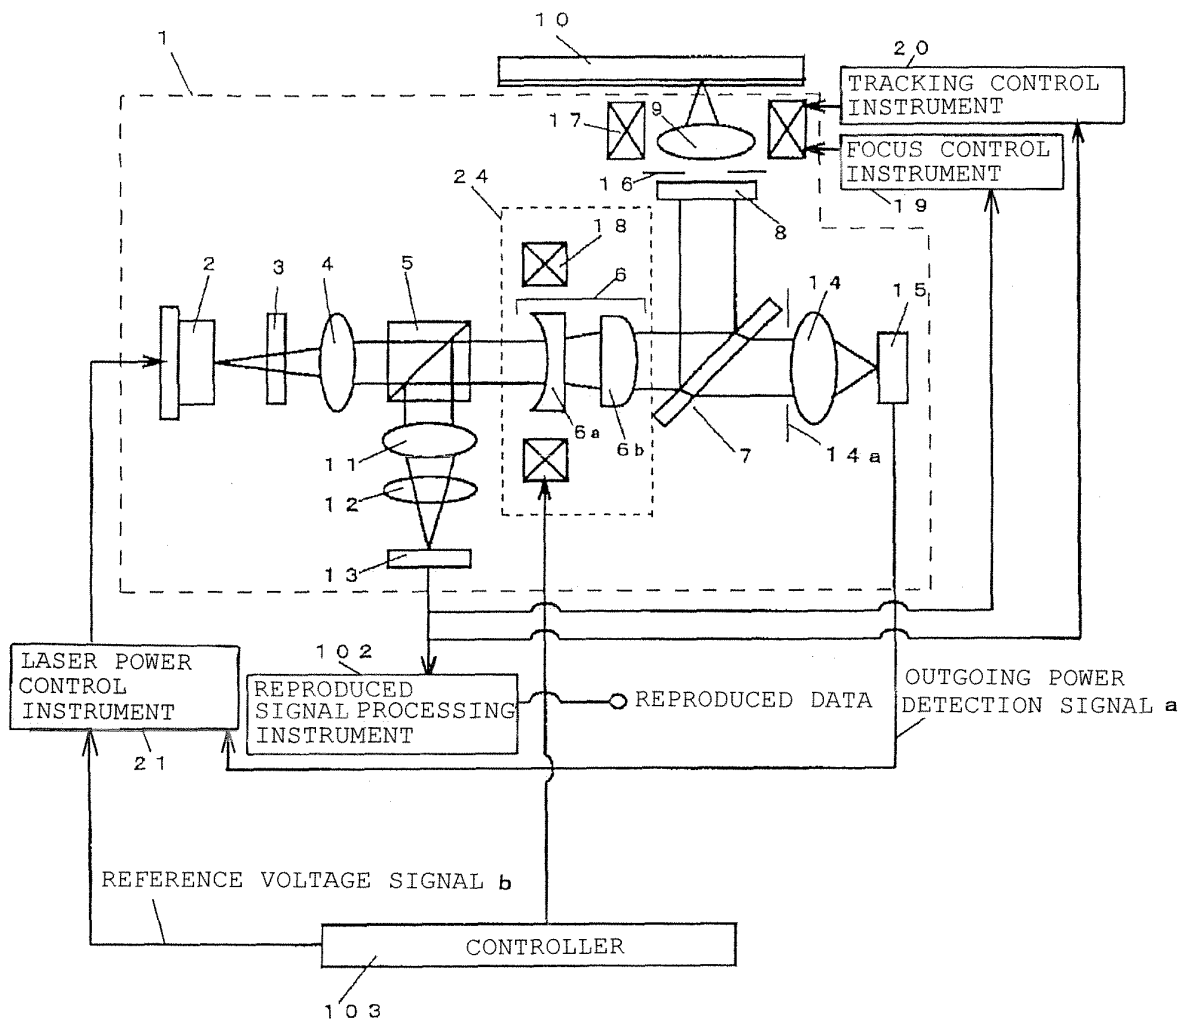 10
1
20
TRACKING CONTROL
INSTRUMENT
17
9
FOCUS CONTROL
INSTRUMENT
16
19
24
8
18
2
3
4
5
6
14
15
6a
6b
7
14a
11
12
13
102
LASER POWER
CONTROL
INSTRUMENT
REPRODUCED
SIGNAL PROCESSING
INSTRUMENT
REPRODUCED DATA
OUTGOING POWER
DETECTION SIGNAL a
21
REFERENCE VOLTAGE SIGNAL b
CONTROLLER
103